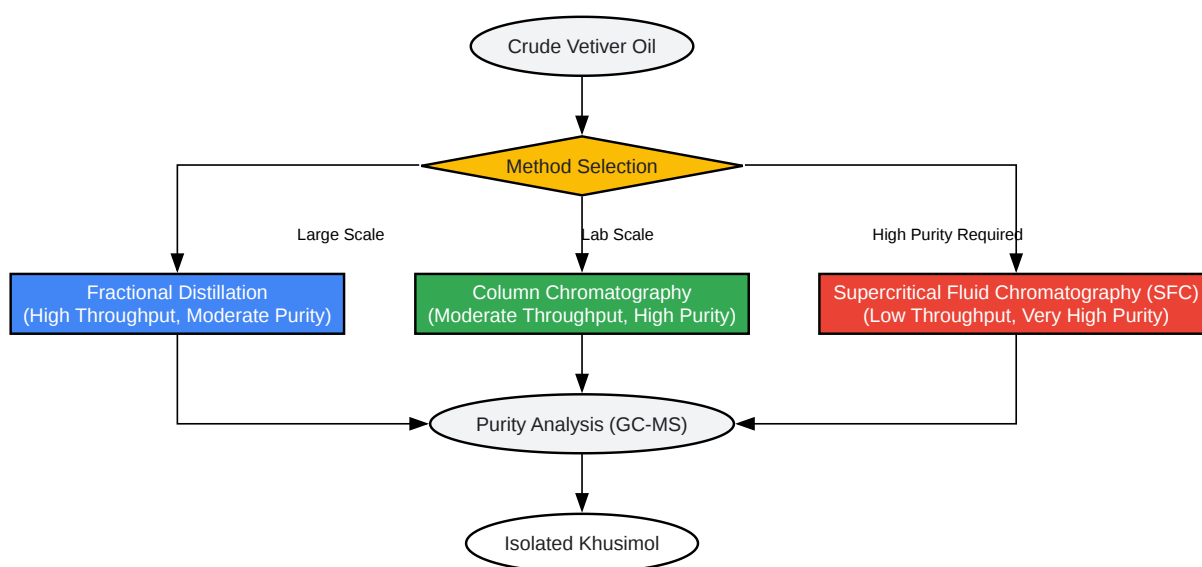 Crude Vetiver Oil
Method Selection
Large Scale
Lab Scale
High Purity Required
Fractional Distillation
(High Throughput, Moderate Purity)
Column Chromatography
(Moderate Throughput, High Purity)
Supercritical Fluid Chromatography (SFC)
(Low Throughput, Very High Purity)
Purity Analysis (GC-MS)
Isolated Khusimol